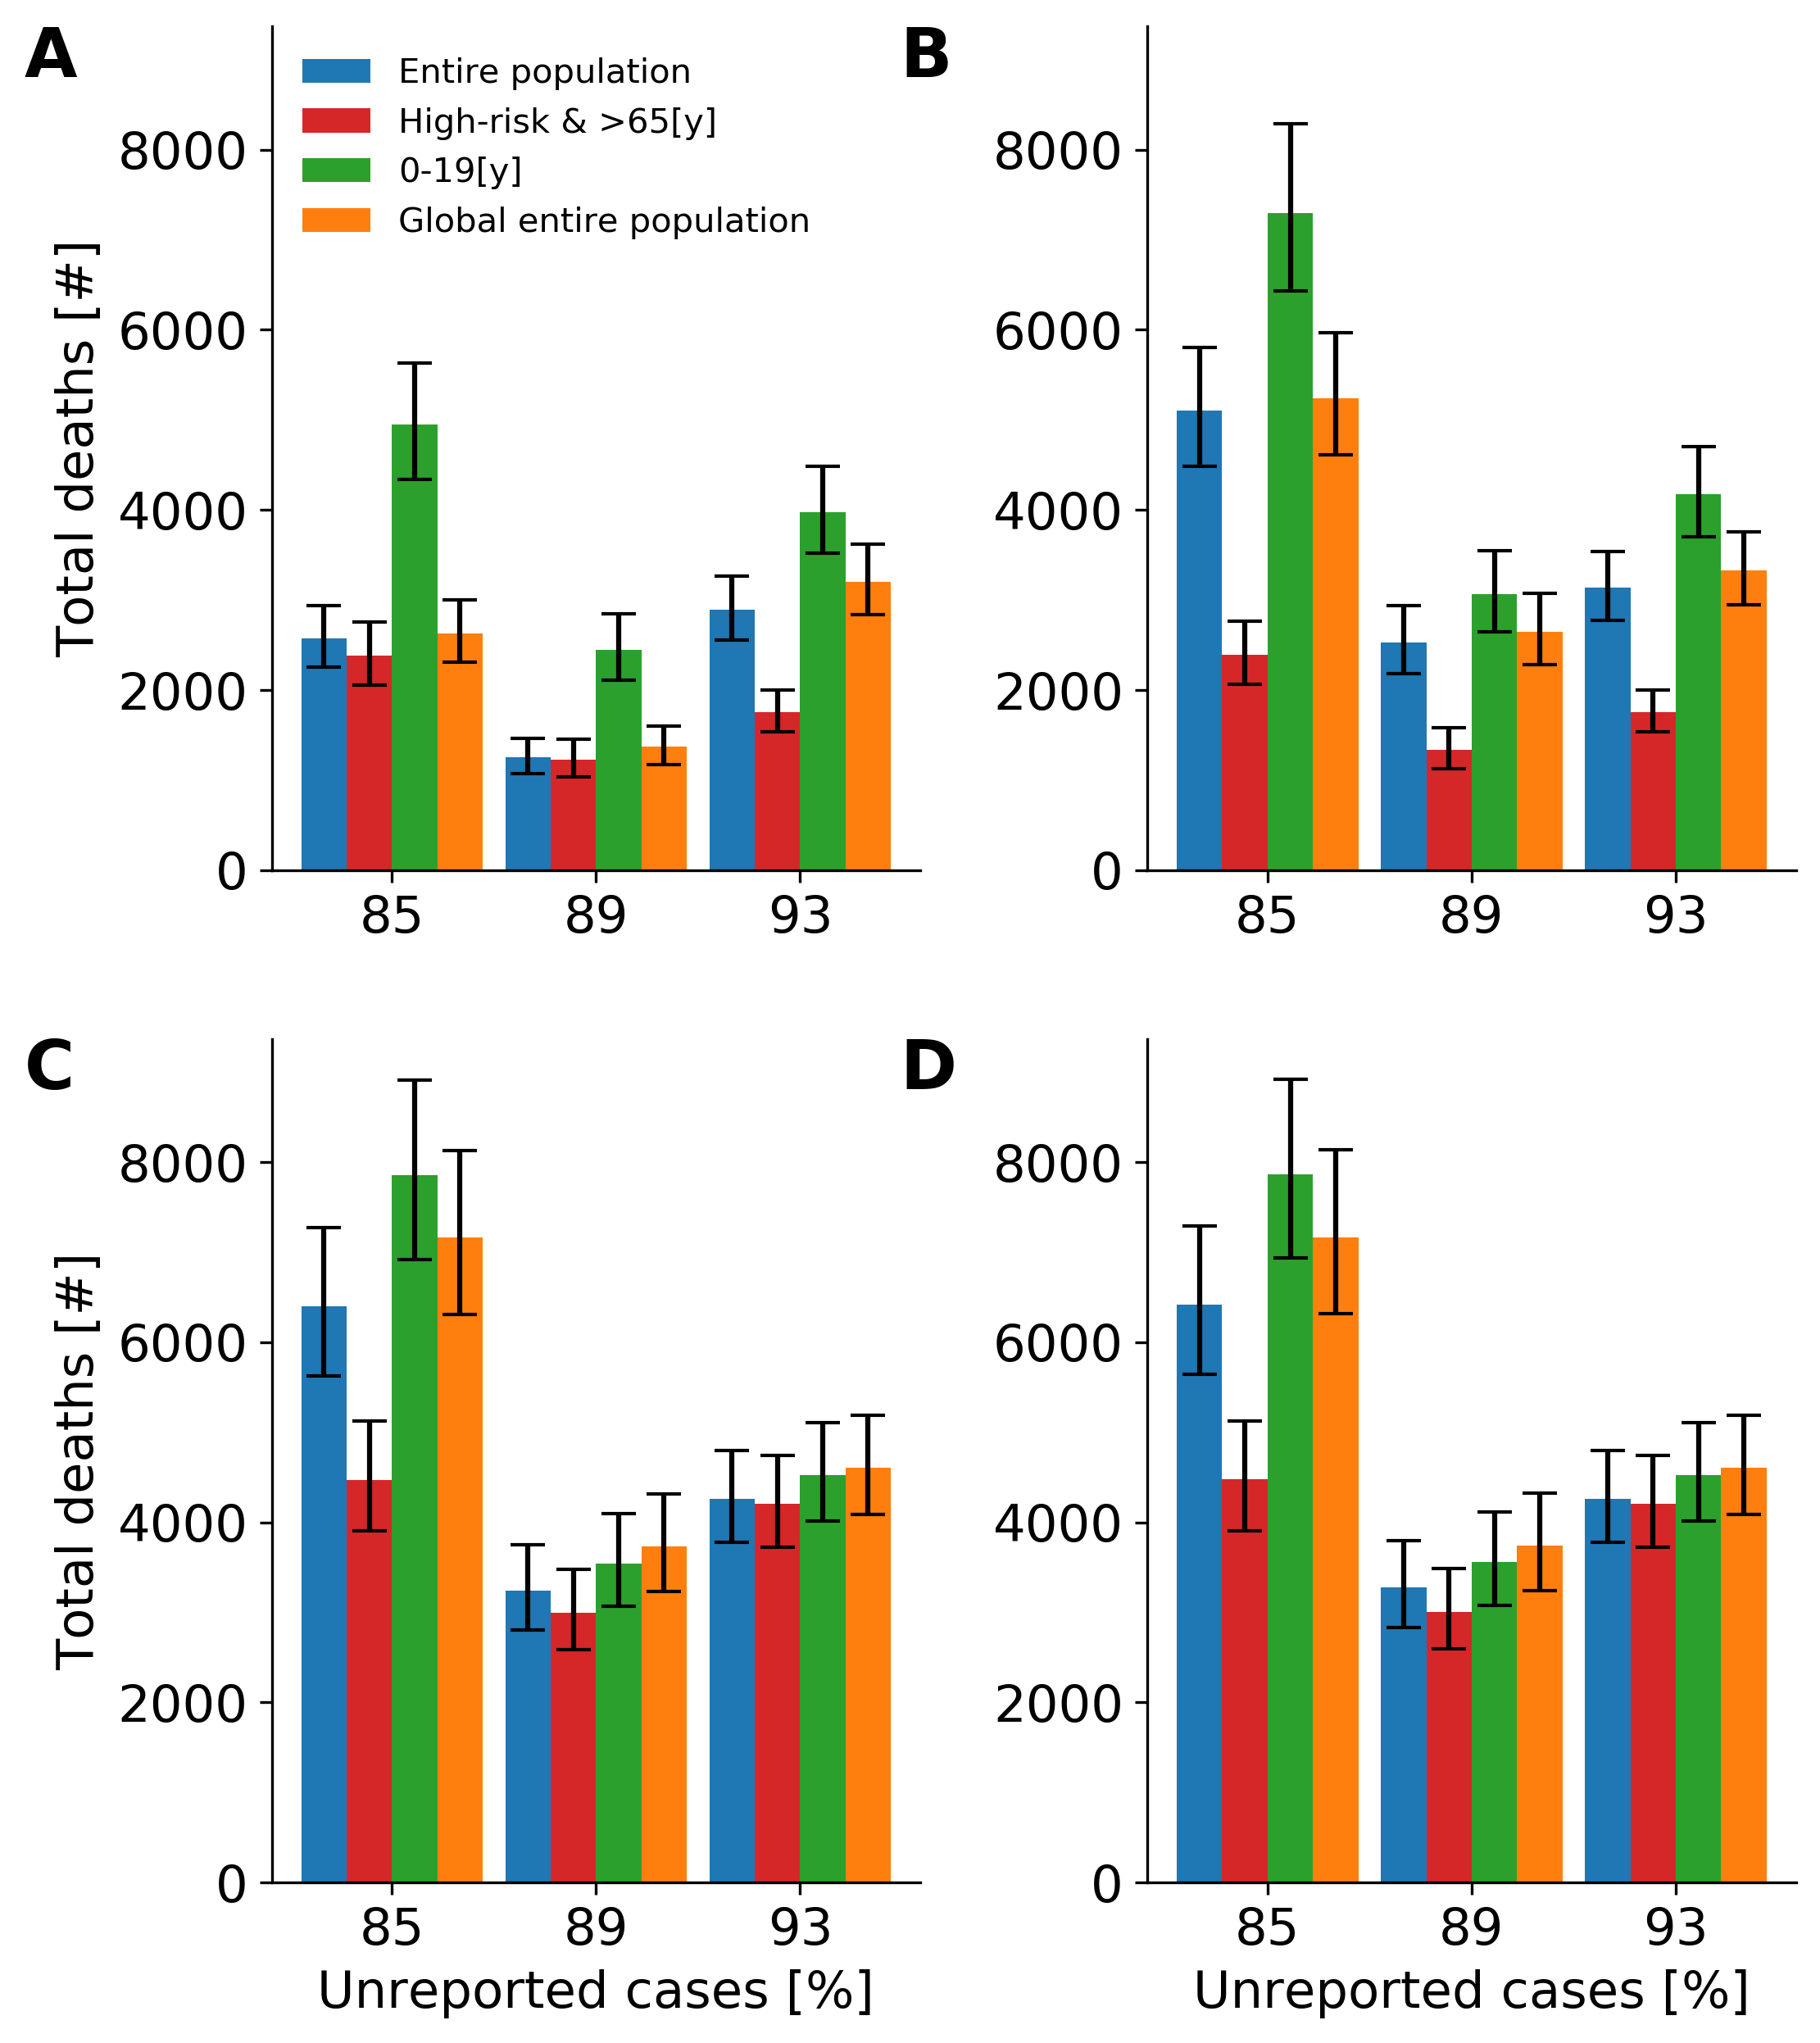 A
Entire population
High-risk & >65[y]
0-19[y]
Global entire population
Total deaths [#]
8000
6000
4000
2000
0
85 89 93
B
8000
6000
4000
2000
0
85 89 93
C
Total deaths [#]
8000
6000
4000
2000
0
85 89 93
Unreported cases [%]
D
8000
6000
4000
2000
0
85 89 93
Unreported cases [%]